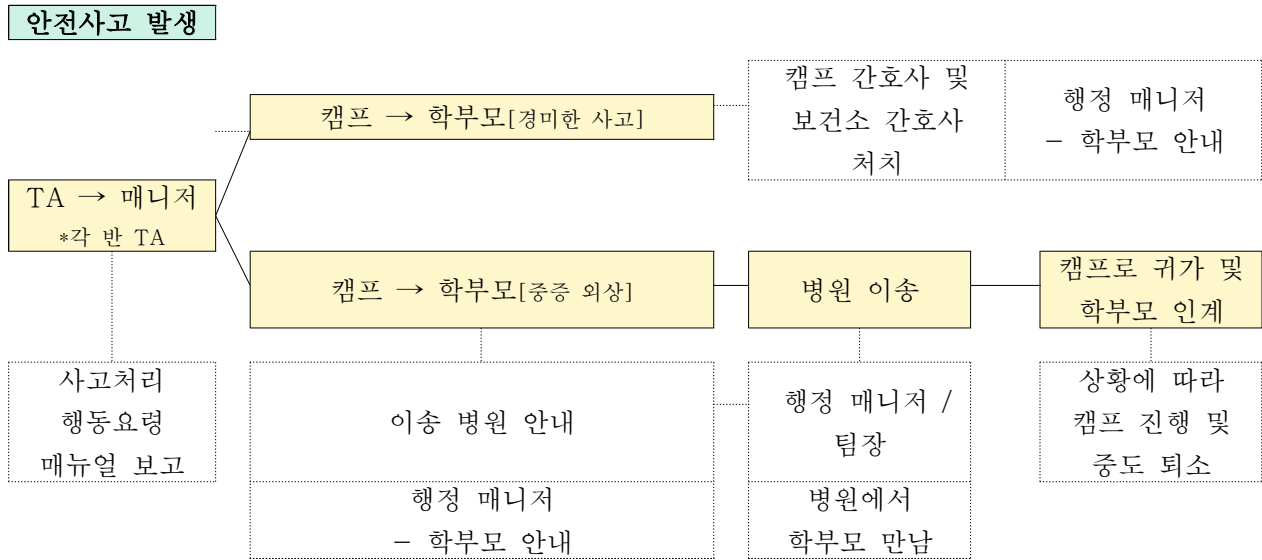 안전사고 발생
캠프 간호사 및
보건소 간호사
처치
행정 매니저
- 학부모 안내
캠프 → 학부모[경미한 사고]
TA → 매니저
*각 반 TA
캠프 → 학부모[중증 외상]
병원 이송
캠프로 귀가 및
학부모 인계
사고처리
행동요령
매뉴얼 보고
이송 병원 안내
행정 매니저
- 학부모 안내
행정 매니저 /
팀장
병원에서
학부모 만남
상황에 따라
캠프 진행 및
중도 퇴소